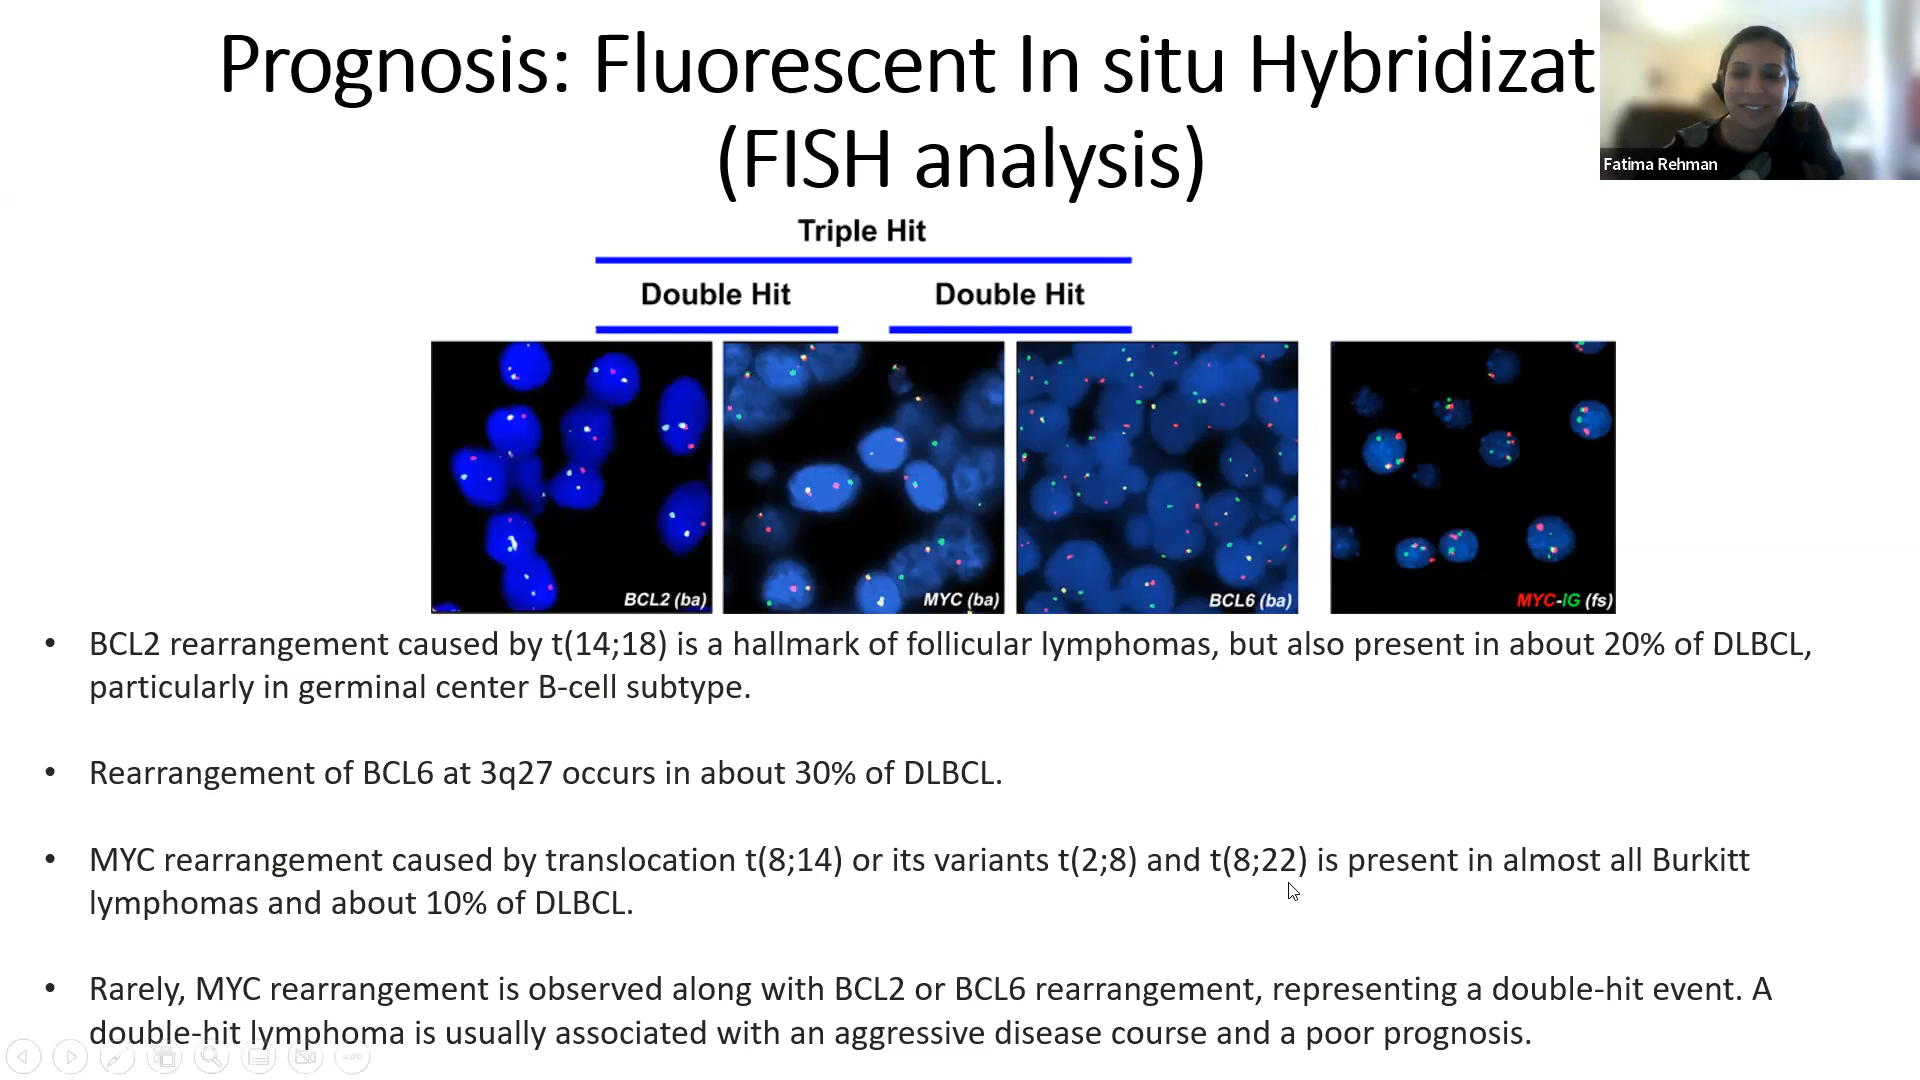 Prognosis: Fluorescent In situ Hybridizat
(FISH analysis)
Fatima Rehman
Triple Hit
Double Hit Double Hit
BCL2 (ba) MYC (ba) BCL6 (ba) MYC-IG (fs)
• BCL2 rearrangement caused by t(14;18) is a hallmark of follicular lymphomas, but also present in about 20% of DLBCL,
particularly in germinal center B-cell subtype.
• Rearrangement of BCL6 at 3q27 occurs in about 30% of DLBCL.
• MYC rearrangement caused by translocation t(8;14) or its variants t(2;8) and t(8;22) is present in almost all Burkitt
lymphomas and about 10% of DLBCL.
• Rarely, MYC rearrangement is observed along with BCL2 or BCL6 rearrangement, representing a double-hit event. A
double-hit lymphoma is usually associated with an aggressive disease course and a poor prognosis.